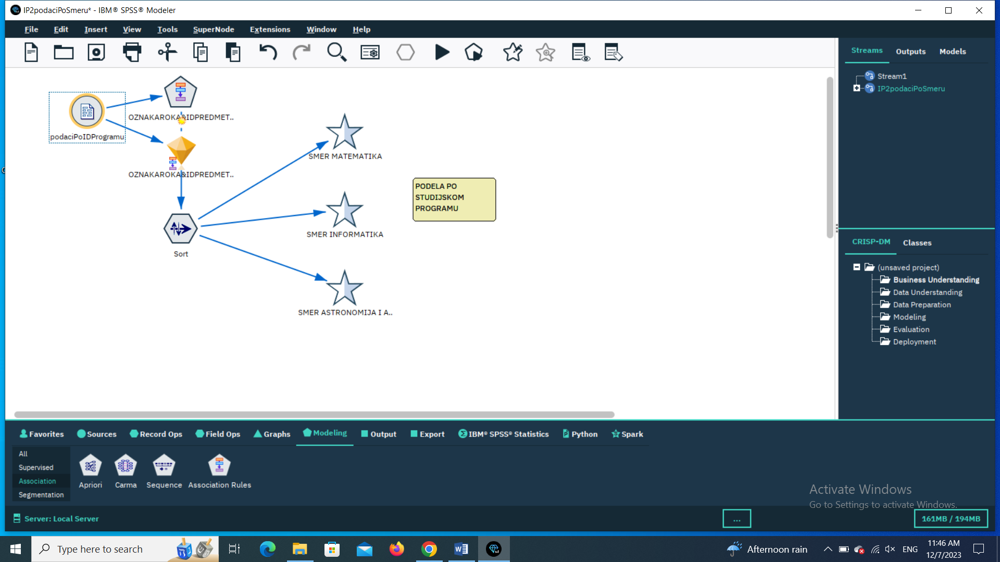 IP2podaciPoSmeru* - IBM® SPSS® Modeler
File Edit Insert View Tools SuperNode Extensions Window Help
Streams Outputs Models
Stream1
IP2podaciPoSmeru
podaciPoIDProgramu
OZNAKAROKA&IDPREDMET..
OZNAKAROKA&IDPREDMET..
Sort
SMER MATEMATIKA
SMER INFORMATIKA
SMER ASTRONOMIJA I A..
PODELA PO
STUDIJSKOM
PROGRAMU
CRISP-DM Classes
(unsaved project)
Business Understanding
Data Understanding
Data Preparation
Modeling
Evaluation
Deployment
Favorites Sources Record Ops Field Ops Graphs Modeling Output Export IBM® SPSS® Statistics Python Spark
All
Supervised
Association
Segmentation
Apriori Carma Sequence Association Rules
Activate Windows
Go to Settings to activate Windows.
Server: Local Server
...
161MB / 194MB
Type here to search
Afternoon rain
ENG
11:46 AM
12/7/2023